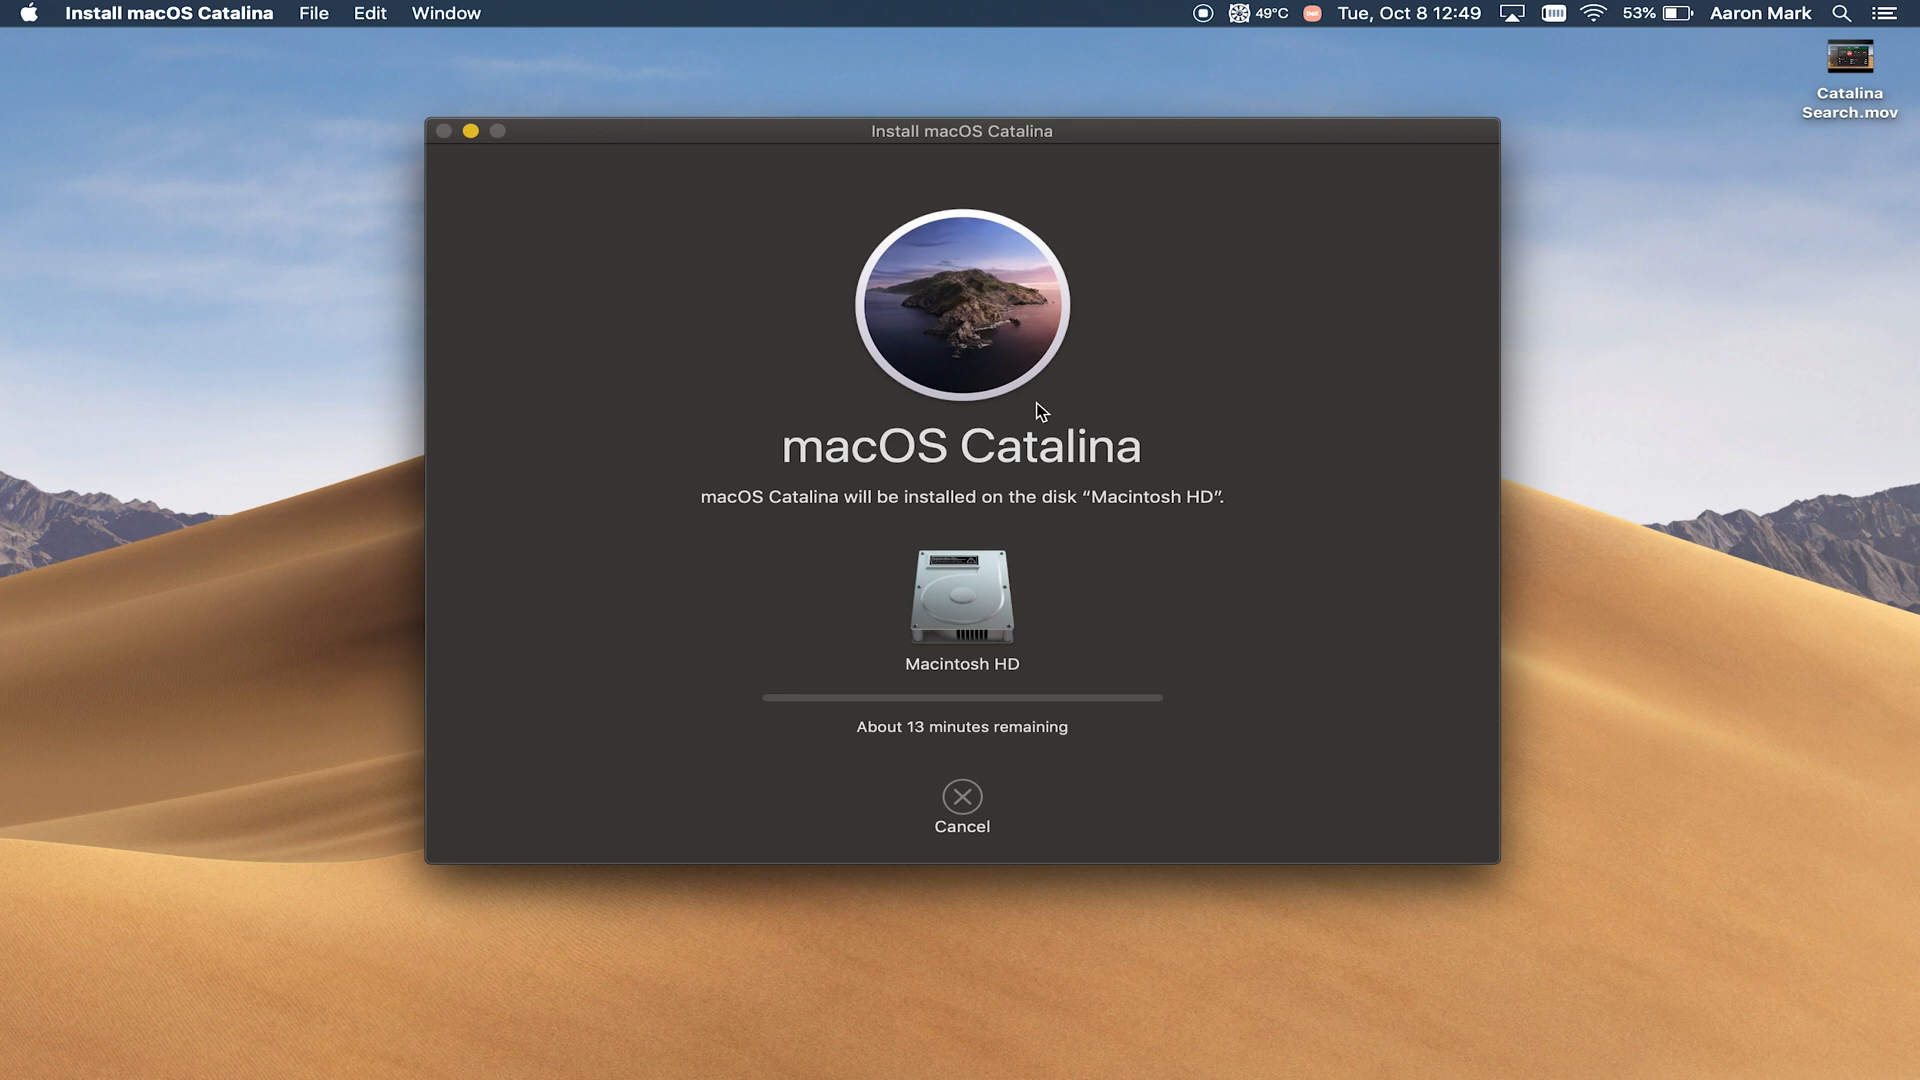 Install macOS Catalina File Edit Window 49°C Tue, Oct 8 12:49 53% Aaron Mark
Catalina
Search.mov
Install macOS Catalina
macOS Catalina
macOS Catalina will be installed on the disk “Macintosh HD”.
Macintosh HD
About 13 minutes remaining
Cancel